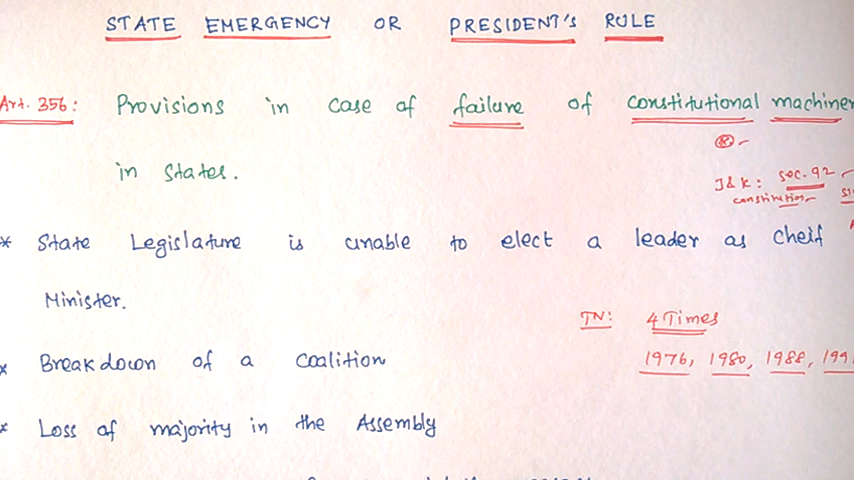 STATE EMERGENCY OR PRESIDENT'S RULE
Art. 356: Provisions in case of failure of constitutional machiner
in states.
J&K: sec. 92
constitution
* State Legislature is unable to elect a leader as cheif
Minister.
TN: 4 Times
1976, 1980, 1988, 199
* Breakdown of a coalition
* Loss of majority in the Assembly